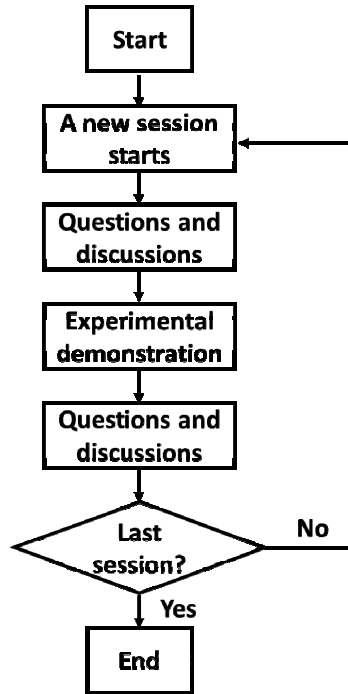 Start
A new session
starts
Questions and
discussions
Experimental
demonstration
Questions and
discussions
Last
session?
No
Yes
End